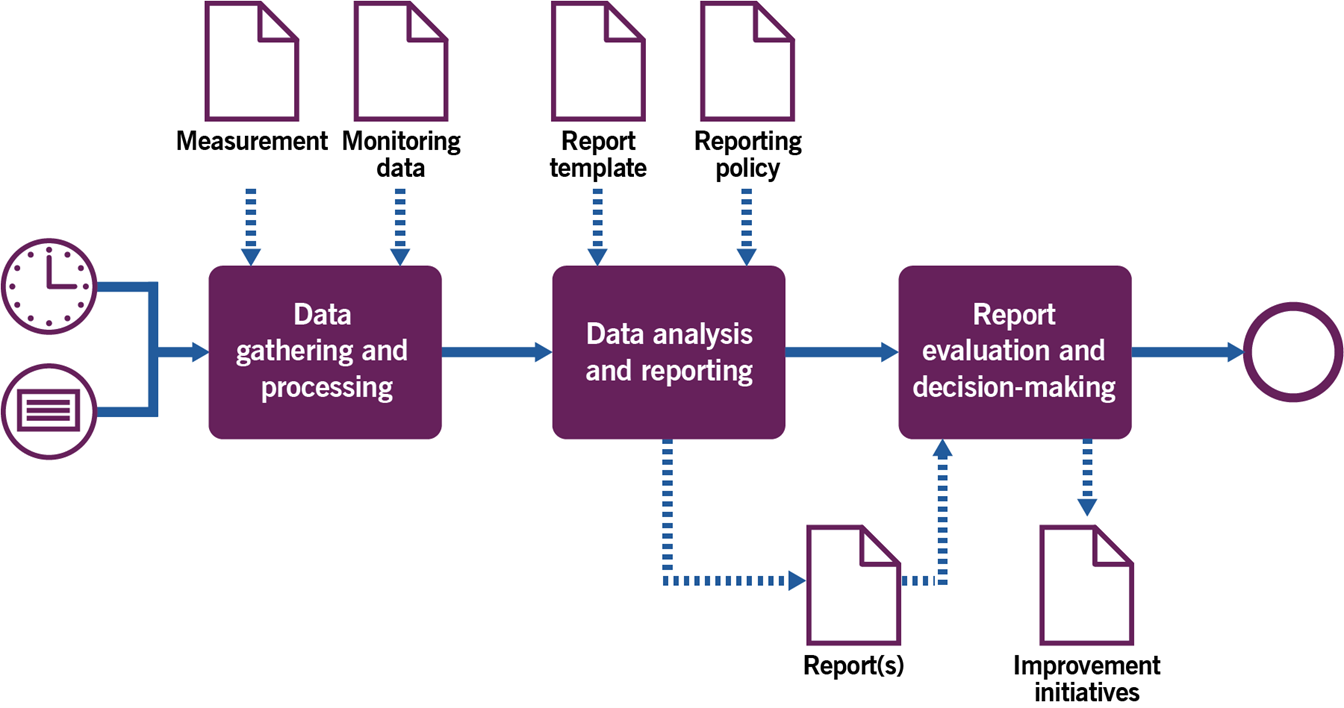 Measurement
Monitoring
data
Report
template
Reporting
policy
Data
gathering and
processing
Data analysis
and reporting
Report
evaluation and
decision-making
Report(s)
Improvement
initiatives